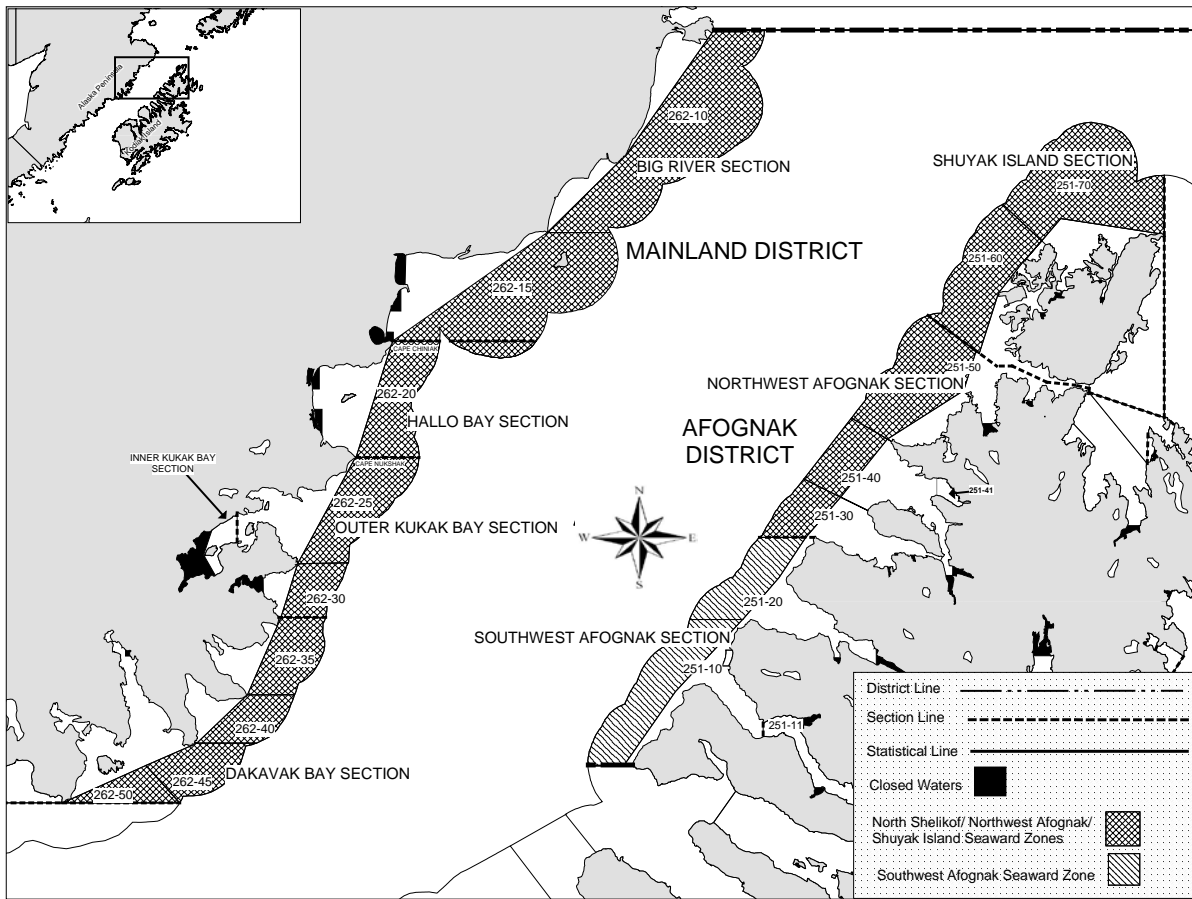 Alaska Peninsula
Kodiak Island
262-10
BIG RIVER SECTION
SHUYAK ISLAND SECTION
251-70
MAINLAND DISTRICT
251-60
262-15
CAPE CHINIAK
251-50
NORTHWEST AFOGNAK SECTION
262-20
HALLO BAY SECTION
AFOGNAK
DISTRICT
INNER KUKAK BAY
SECTION
CAPE NUKSHAK
251-40
251-41
262-25
OUTER KUKAK BAY SECTION
251-30
N
W
E
S
262-30
251-20
SOUTHWEST AFOGNAK SECTION
262-35
251-10
262-40
251-11
DAKAVAK BAY SECTION
262-45
262-50
District Line
Section Line
Statistical Line
Closed Waters
North Shelikof/ Northwest Afognak/
Shuyak Island Seaward Zones
Southwest Afognak Seaward Zone